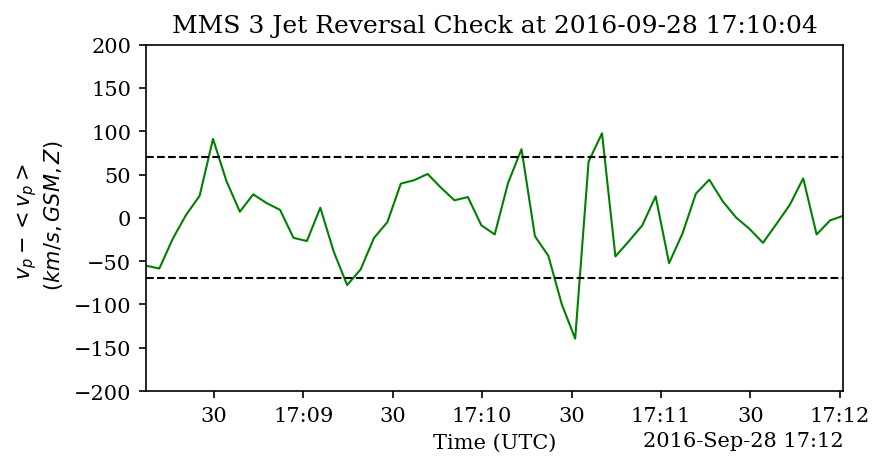 MMS 3 Jet Reversal Check at 2016-09-28 17:10:04
200
150
100
50
0
−50
−100
−150
−200
v_p − <v_p>
(km/s, GSM, Z)
30 17:09 30 17:10 30 17:11 30 17:12
Time (UTC) 2016-Sep-28 17:12